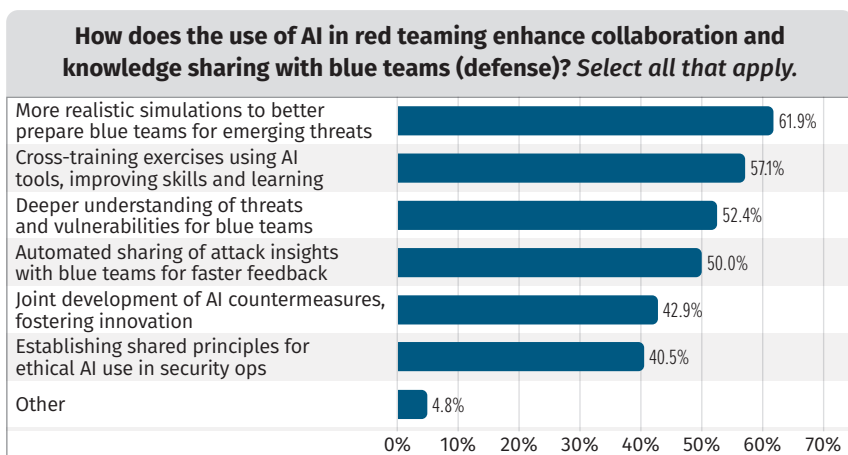 How does the use of AI in red teaming enhance collaboration and
knowledge sharing with blue teams (defense)? Select all that apply.
More realistic simulations to better
prepare blue teams for emerging threats
61.9%
Cross-training exercises using AI
tools, improving skills and learning
57.1%
Deeper understanding of threats
and vulnerabilities for blue teams
52.4%
Automated sharing of attack insights
with blue teams for faster feedback
50.0%
Joint development of AI countermeasures,
fostering innovation
42.9%
Establishing shared principles for
ethical AI use in security ops
40.5%
Other
4.8%
0% 10% 20% 30% 40% 50% 60% 70%